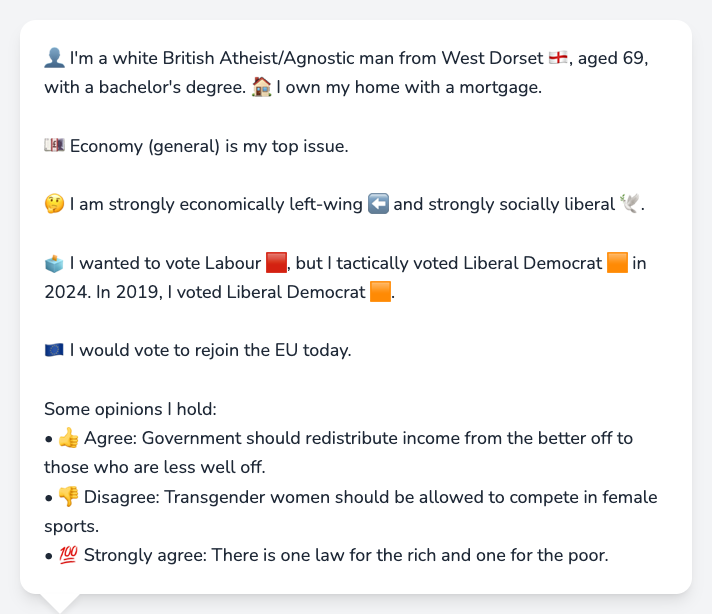 👤 I'm a white British Atheist/Agnostic man from West Dorset 🏴󠁧󠁢󠁥󠁮󠁧󠁿, aged 69,
with a bachelor's degree. 🏠 I own my home with a mortgage.
💷 Economy (general) is my top issue.
🤔 I am strongly economically left-wing ⬅️ and strongly socially liberal 🕊️.
🗳️ I wanted to vote Labour 🟥, but I tactically voted Liberal Democrat 🟧 in
2024. In 2019, I voted Liberal Democrat 🟧.
🇪🇺 I would vote to rejoin the EU today.
Some opinions I hold:
• 👍 Agree: Government should redistribute income from the better off to
those who are less well off.
• 👎 Disagree: Transgender women should be allowed to compete in female
sports.
• 💯 Strongly agree: There is one law for the rich and one for the poor.